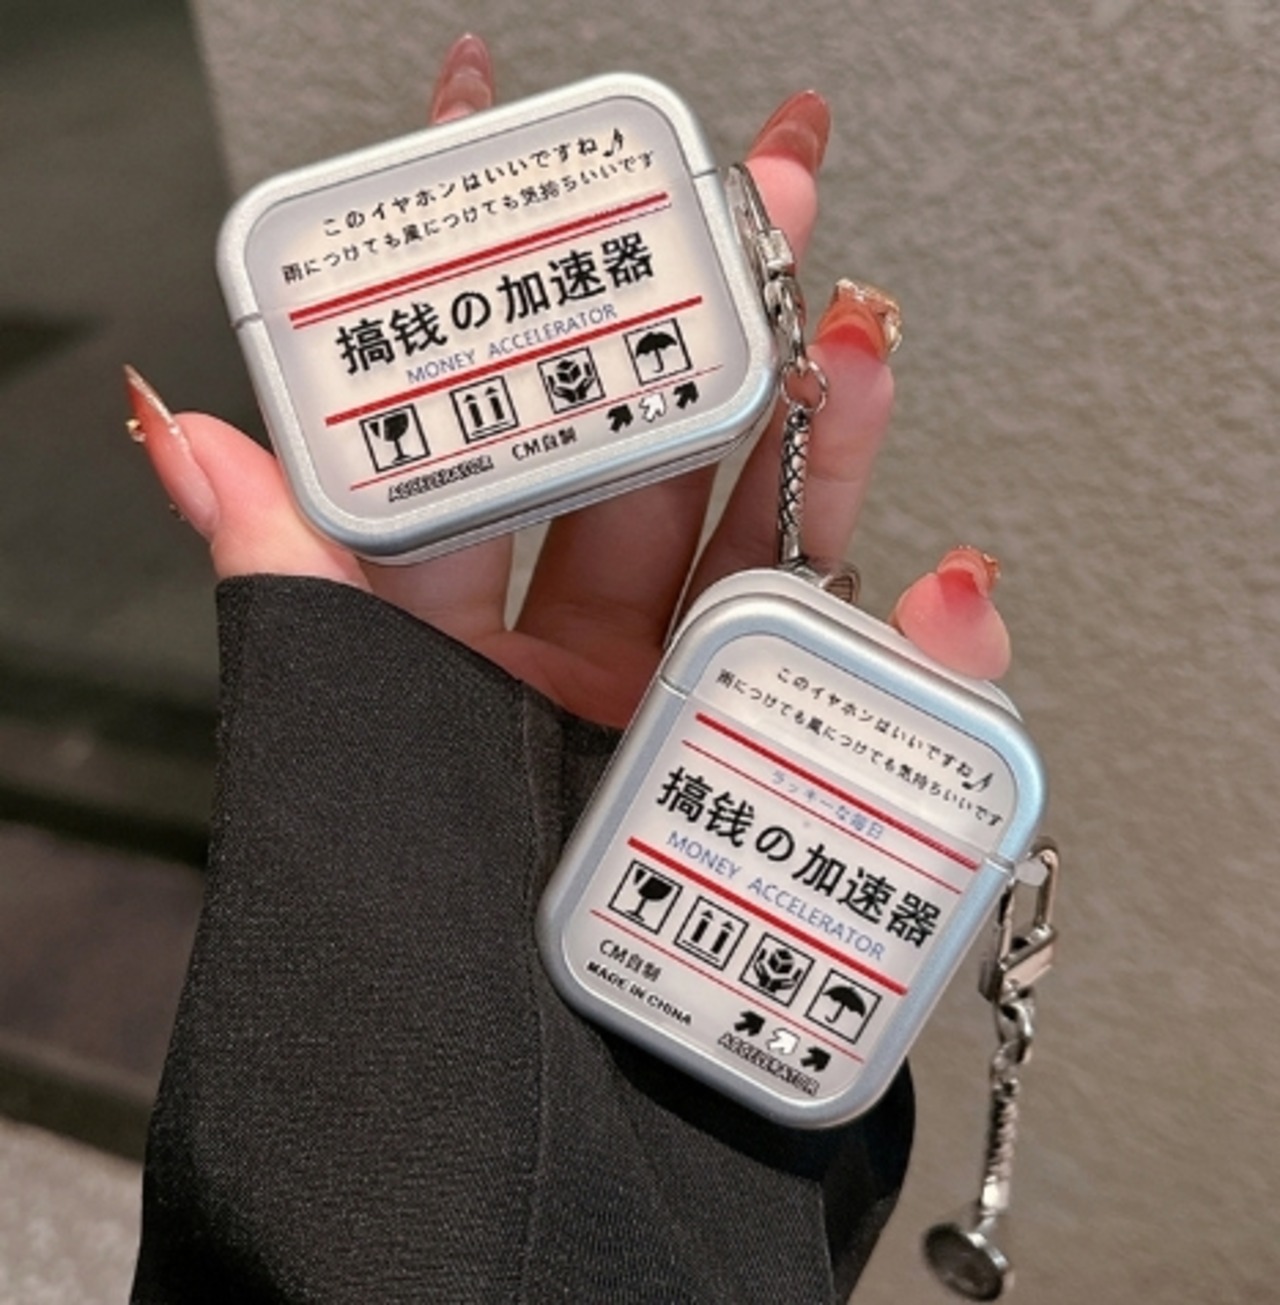 このイヤホンはいいですね
雨につけても風につけても気持ちいいです
搞钱の加速器
MONEY ACCELERATOR
ACCELERATOR CM自制
このイヤホンはいいですね
雨につけても風につけても気持ちいいです
ラッキーな毎日
搞钱の加速器
MONEY ACCELERATOR
CM自制
MADE IN CHINA
ACCELERATOR